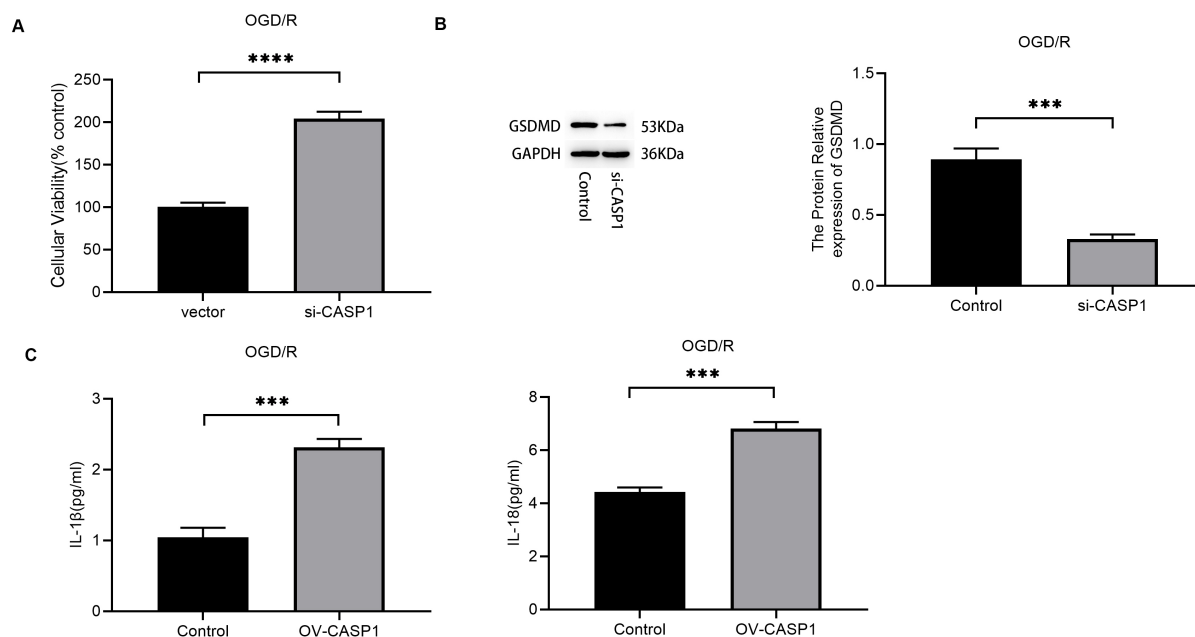 A
OGD/R
****
Cellular Viability(% control)
250
200
150
100
50
0
vector
si-CASP1
B
GSDMD
53KDa
GAPDH
36KDa
Control
si-CASP1
OGD/R
***
The Protein Relative
expression of GSDMD
1.5
1.0
0.5
0.0
Control
si-CASP1
C
OGD/R
***
IL-1β(pg/ml)
3
2
1
0
Control
OV-CASP1
OGD/R
***
IL-18(pg/ml)
8
6
4
2
0
Control
OV-CASP1